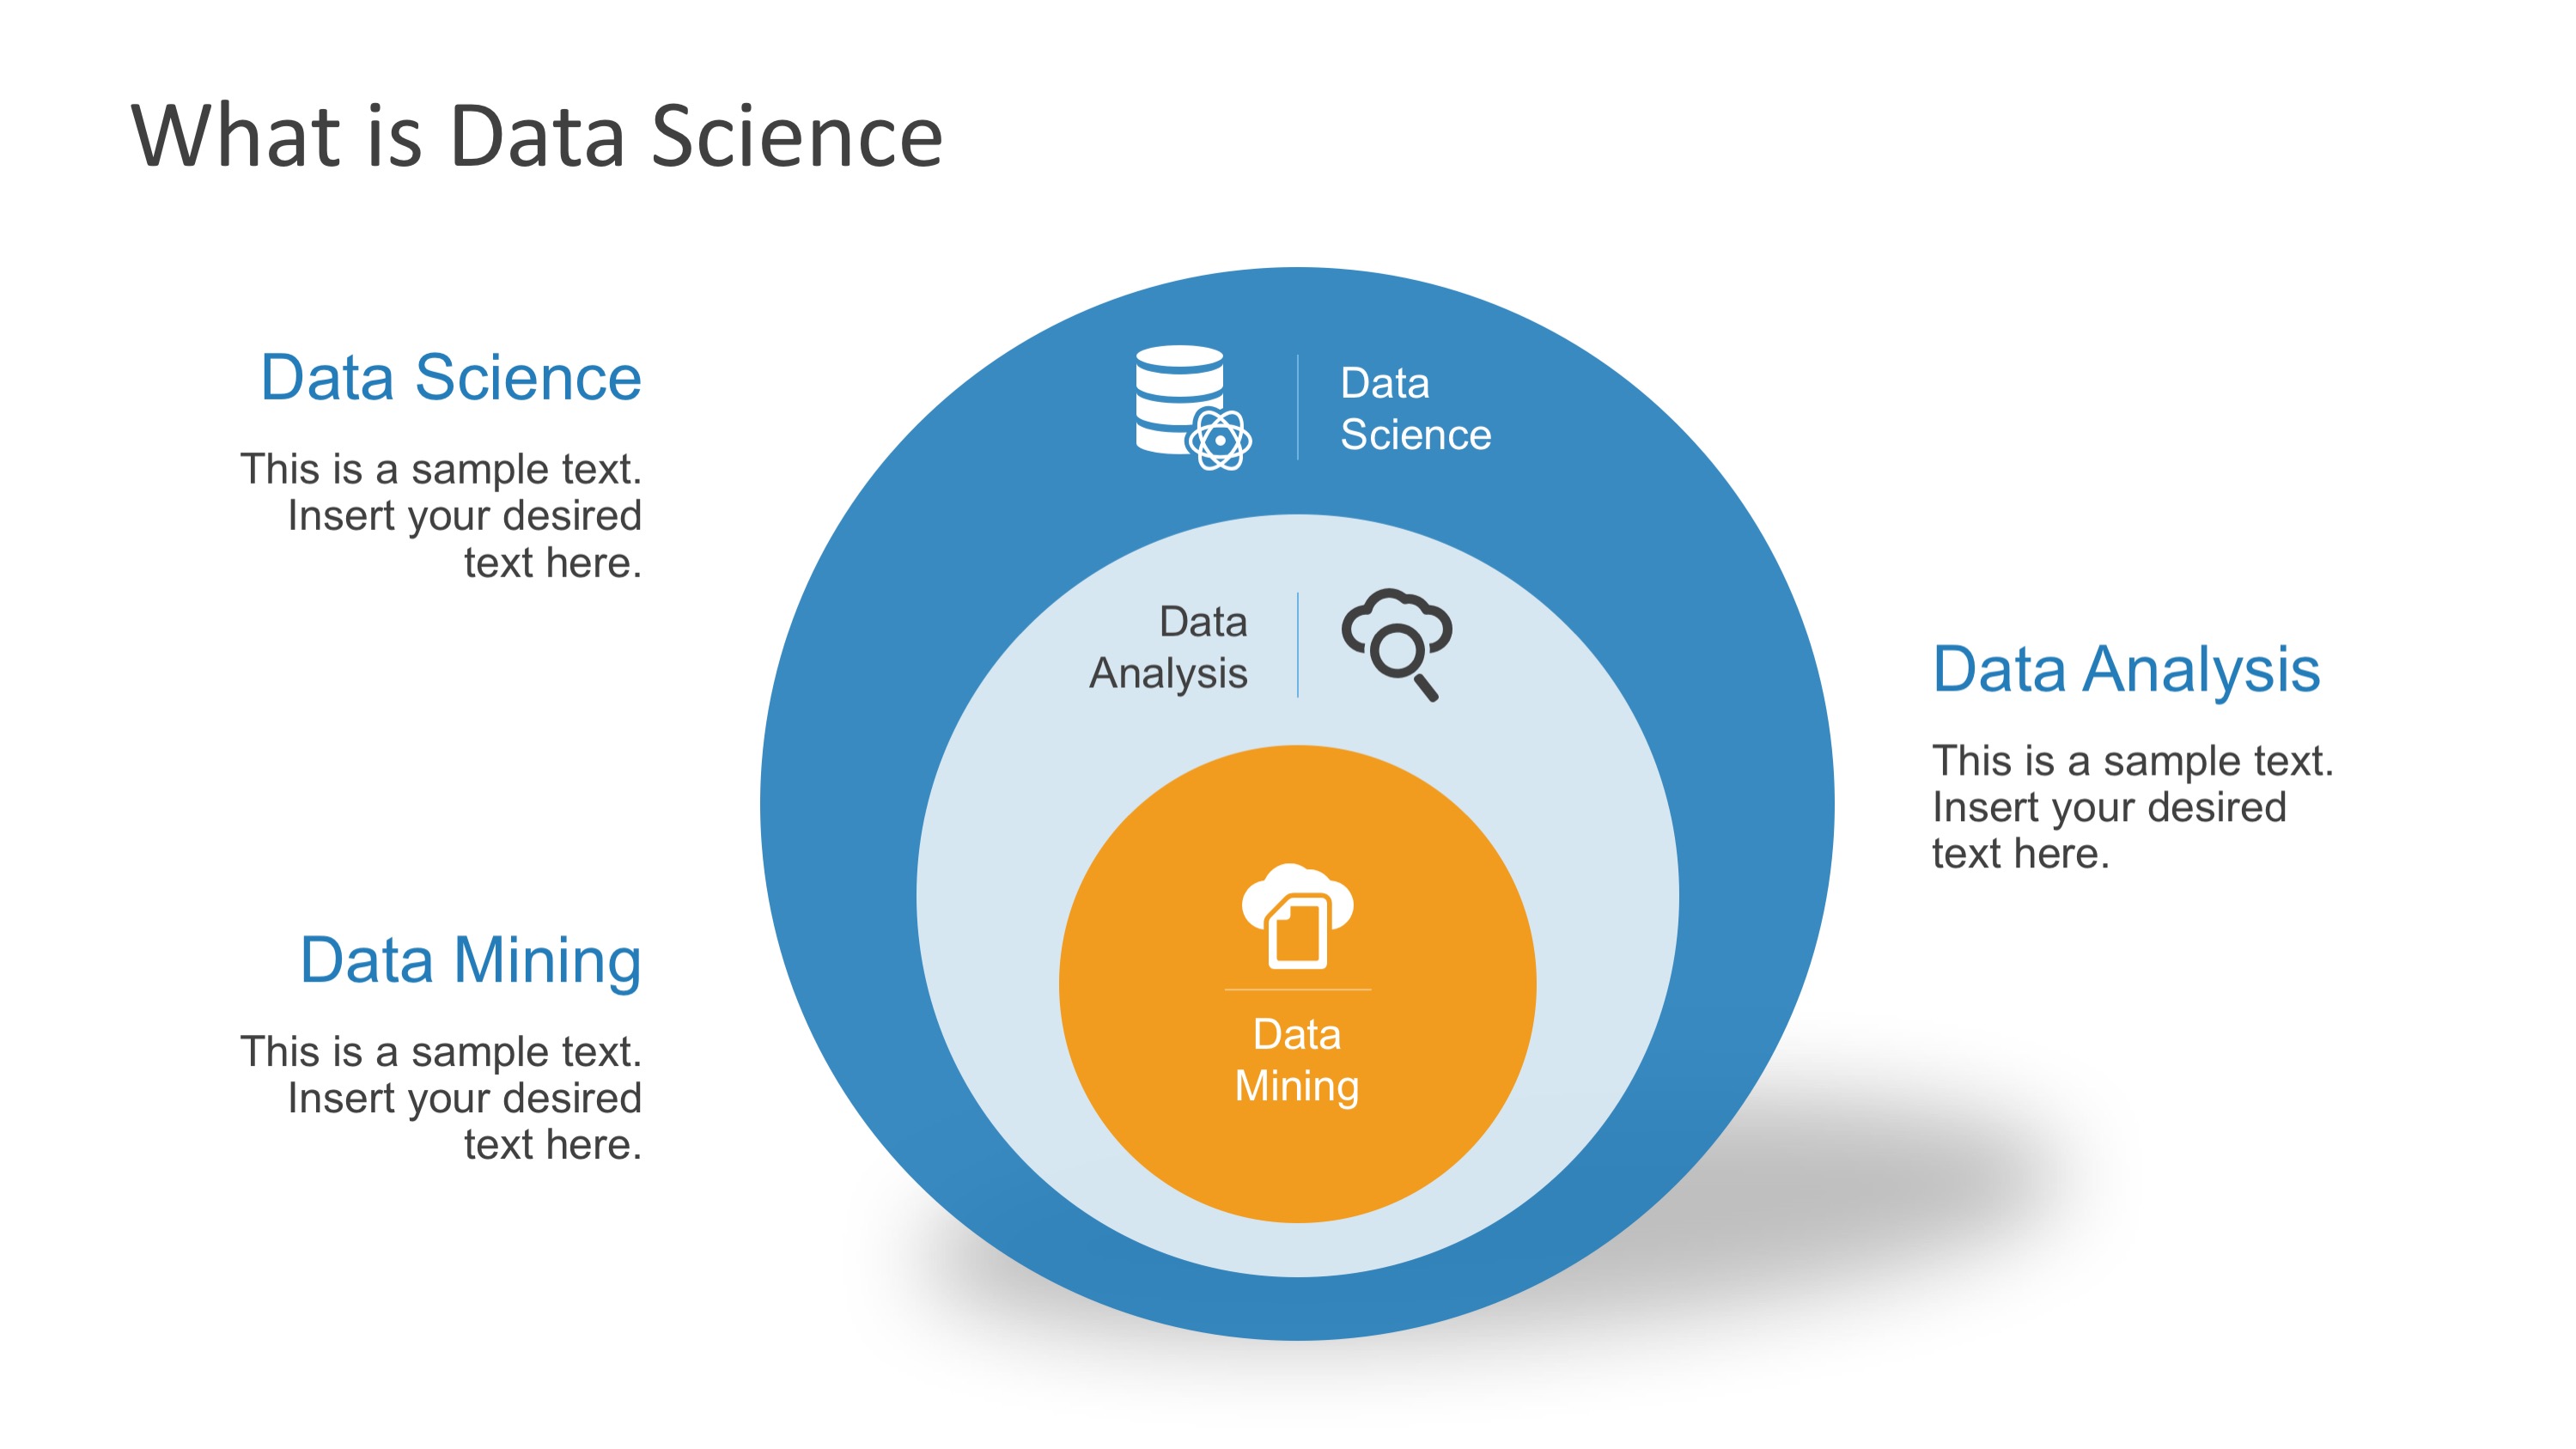 What is Data Science
Data Science
This is a sample text.
Insert your desired
text here.
Data
Science
Data
Analysis
Data Analysis
This is a sample text.
Insert your desired
text here.
Data Mining
This is a sample text.
Insert your desired
text here.
Data
Mining